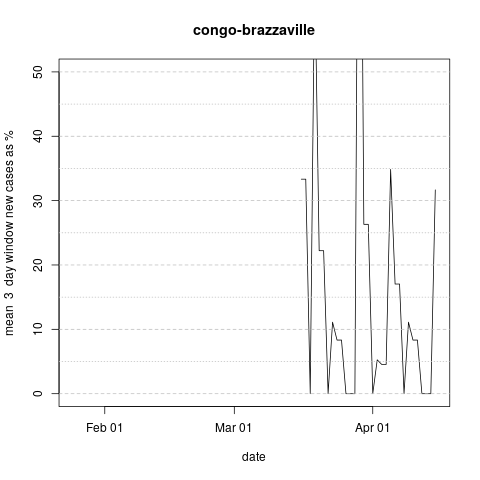 congo-brazzaville
mean 3 day window new cases as %
50
40
30
20
10
0
Feb 01
Mar 01
Apr 01
date